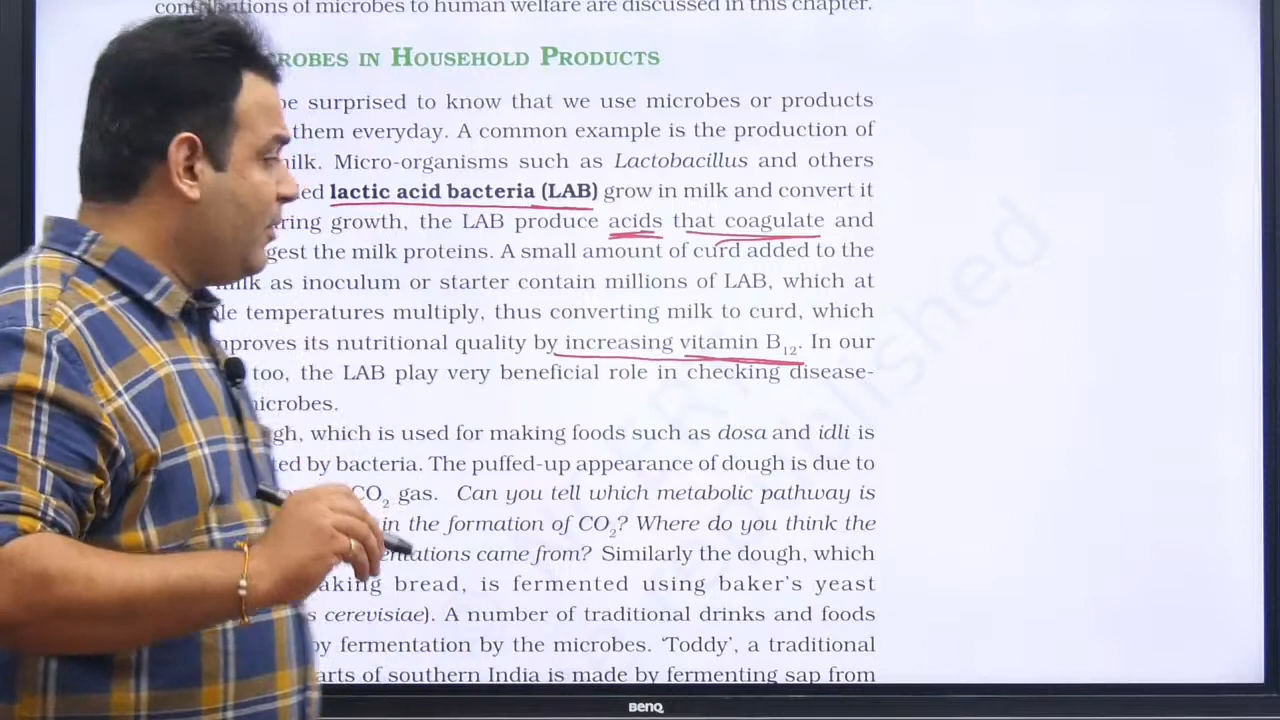 contributions of microbes to human welfare are discussed in this chapter.
ROBES IN HOUSEHOLD PRODUCTS
be surprised to know that we use microbes or products
them everyday. A common example is the production of
milk. Micro-organisms such as Lactobacillus and others
lactic acid bacteria (LAB) grow in milk and convert it
ring growth, the LAB produce acids that coagulate and
gest the milk proteins. A small amount of curd added to the
milk as inoculum or starter contain millions of LAB, which at
le temperatures multiply, thus converting milk to curd, which
mproves its nutritional quality by increasing vitamin B12. In our
too, the LAB play very beneficial role in checking disease-
microbes.
gh, which is used for making foods such as dosa and idli is
ted by bacteria. The puffed-up appearance of dough is due to
CO2 gas. Can you tell which metabolic pathway is
in the formation of CO2? Where do you think the
entations came from? Similarly the dough, which
aking bread, is fermented using baker's yeast
s cerevisiae). A number of traditional drinks and foods
by fermentation by the microbes. 'Toddy', a traditional
arts of southern India is made by fermenting sap from
BenQ